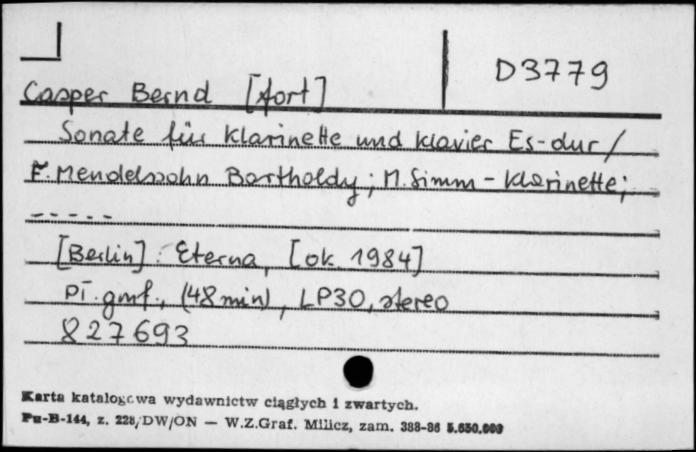 D3779
Casper Bernd [fort]
Sonate für Klarinette und Klavier Es-dur /
F. Mendelssohn Bartholdy; M. Simm - Klarinette;
-----
[Berlin]: Eterna, [ok. 1984]
pł. gmf., (48 min), LP30, stereo
827693
Karta katalogowa wydawnictw ciągłych i zwartych.
Pu-B-144, z. 228/DW/ON — W.Z.Graf. Milicz, zam. 388-86 5.650.000